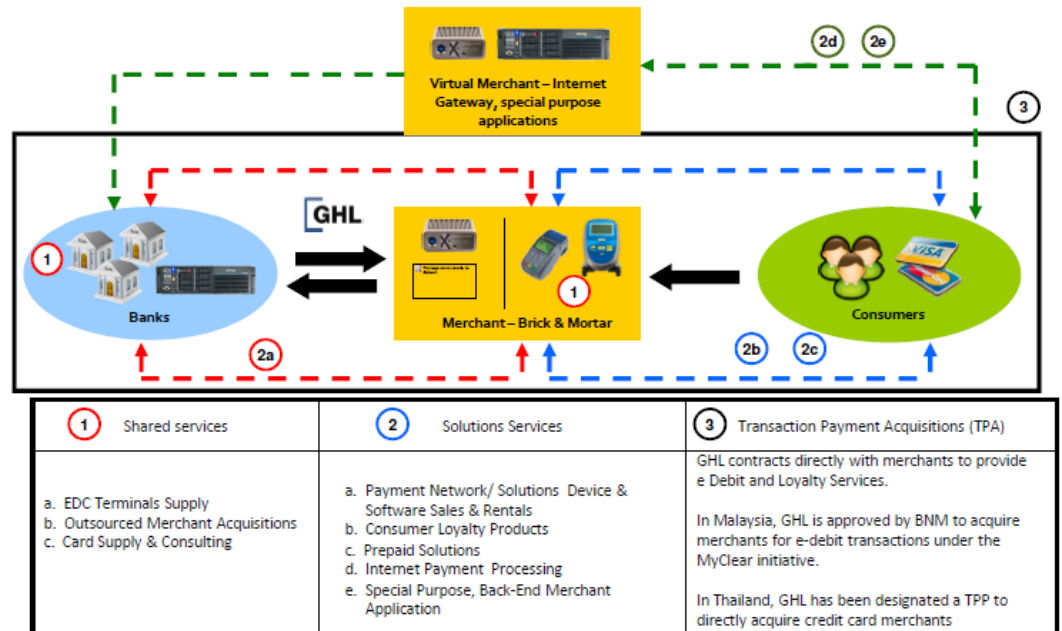 2d 2e
Virtual Merchant – Internet
Gateway, special purpose
applications
3
GHL
1
Banks
1
Merchant – Brick & Mortar
VISA
Consumers
2a
2b 2c
1 Shared services
2 Solutions Services
3 Transaction Payment Acquisitions (TPA)
a. EDC Terminals Supply
b. Outsourced Merchant Acquisitions
c. Card Supply & Consulting
a. Payment Network/ Solutions Device &
Software Sales & Rentals
b. Consumer Loyalty Products
c. Prepaid Solutions
d. Internet Payment Processing
e. Special Purpose, Back-End Merchant
Application
GHL contracts directly with merchants to provide
e Debit and Loyalty Services.
In Malaysia, GHL is approved by BNM to acquire
merchants for e-debit transactions under the
MyClear initiative.
In Thailand, GHL has been designated a TPP to
directly acquire credit card merchants